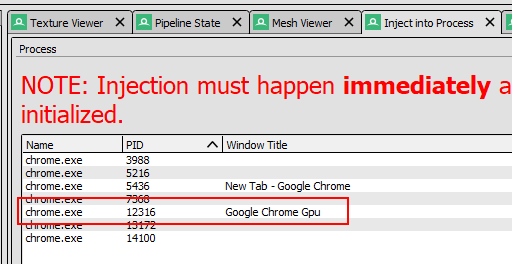 Texture Viewer Pipeline State Mesh Viewer Inject into Process
Process
NOTE: Injection must happen immediately a
initialized.
Name PID Window Title
chrome.exe 3988
chrome.exe 5216
chrome.exe 5436 New Tab - Google Chrome
chrome.exe 7368
chrome.exe 12316 Google Chrome Gpu
chrome.exe 13172
chrome.exe 14100